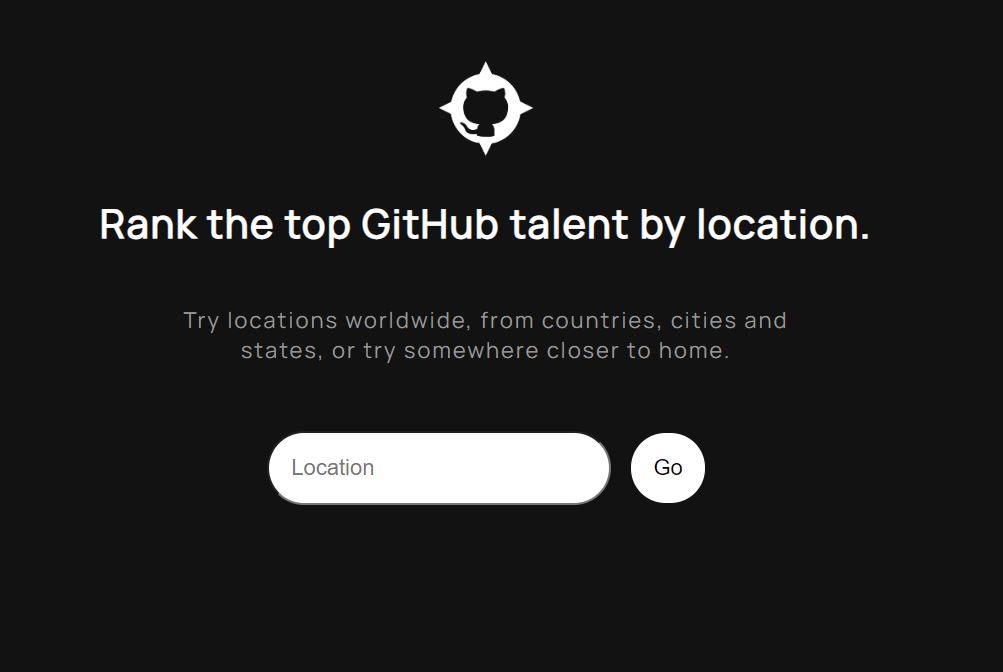 Rank the top GitHub talent by location.
Try locations worldwide, from countries, cities and
states, or try somewhere closer to home.
Location
Go